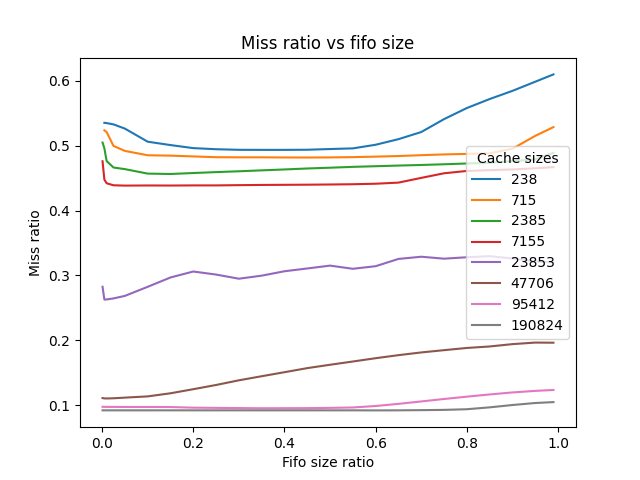 Miss ratio vs fifo size
0.6
0.5
0.4
0.3
0.2
0.1
Miss ratio
Cache sizes
238
715
2385
7155
23853
47706
95412
190824
0.0 0.2 0.4 0.6 0.8 1.0
Fifo size ratio